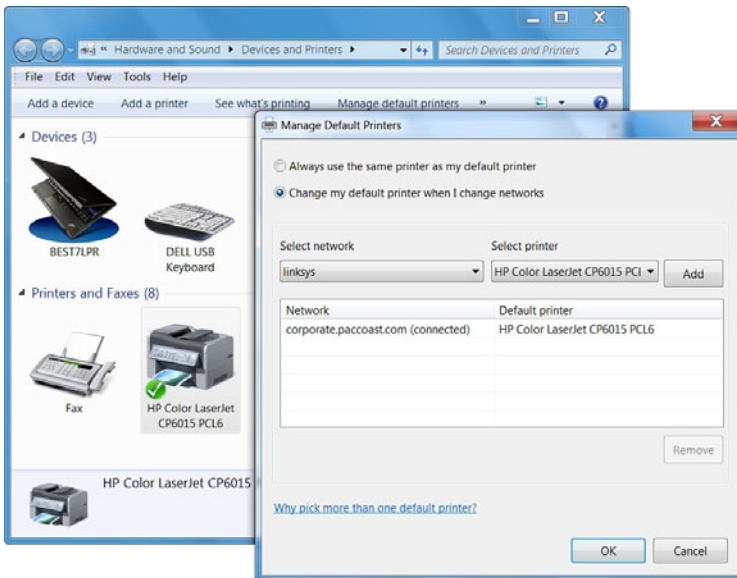 « Hardware and Sound ▸ Devices and Printers ▸
Search Devices and Printers
File Edit View Tools Help
Add a device Add a printer See what's printing Manage default printers »
Devices (3)
BEST7LPR
DELL USB
Keyboard
Printers and Faxes (8)
Fax
HP Color LaserJet
CP6015 PCL6
HP Color LaserJet CP6015
Manage Default Printers
Always use the same printer as my default printer
Change my default printer when I change networks
Select network Select printer
linksys HP Color LaserJet CP6015 PCI Add
Network Default printer
corporate.paccoast.com (connected) HP Color LaserJet CP6015 PCL6
Remove
Why pick more than one default printer?
OK Cancel